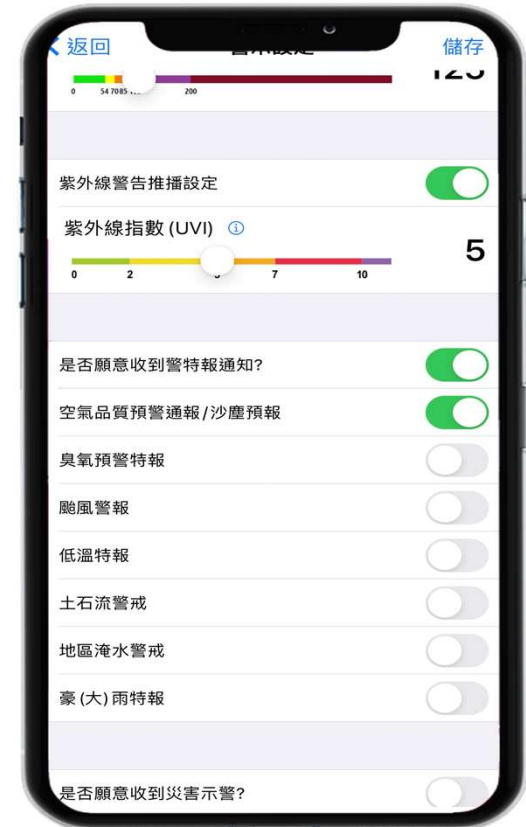 返回
儲存
0 54 70 85 200
紫外線警告推播設定
紫外線指數 (UVI)
5
0 2 7 10
是否願意收到警特報通知?
空氣品質預警通報/沙塵預報
臭氧預警特報
颱風警報
低溫特報
土石流警戒
地區淹水警戒
豪(大)雨特報
是否願意收到災害示警?